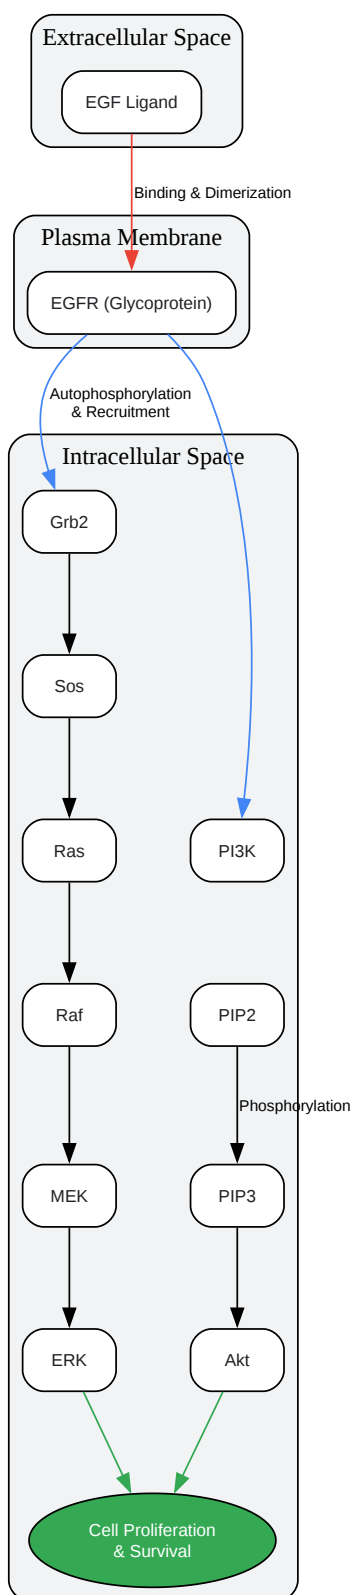 Extracellular Space
EGF Ligand
Binding & Dimerization
Plasma Membrane
EGFR (Glycoprotein)
Autophosphorylation
& Recruitment
Intracellular Space
Grb2
Sos
Ras
PI3K
Raf
PIP2
Phosphorylation
MEK
PIP3
ERK
Akt
Cell Proliferation
& Survival